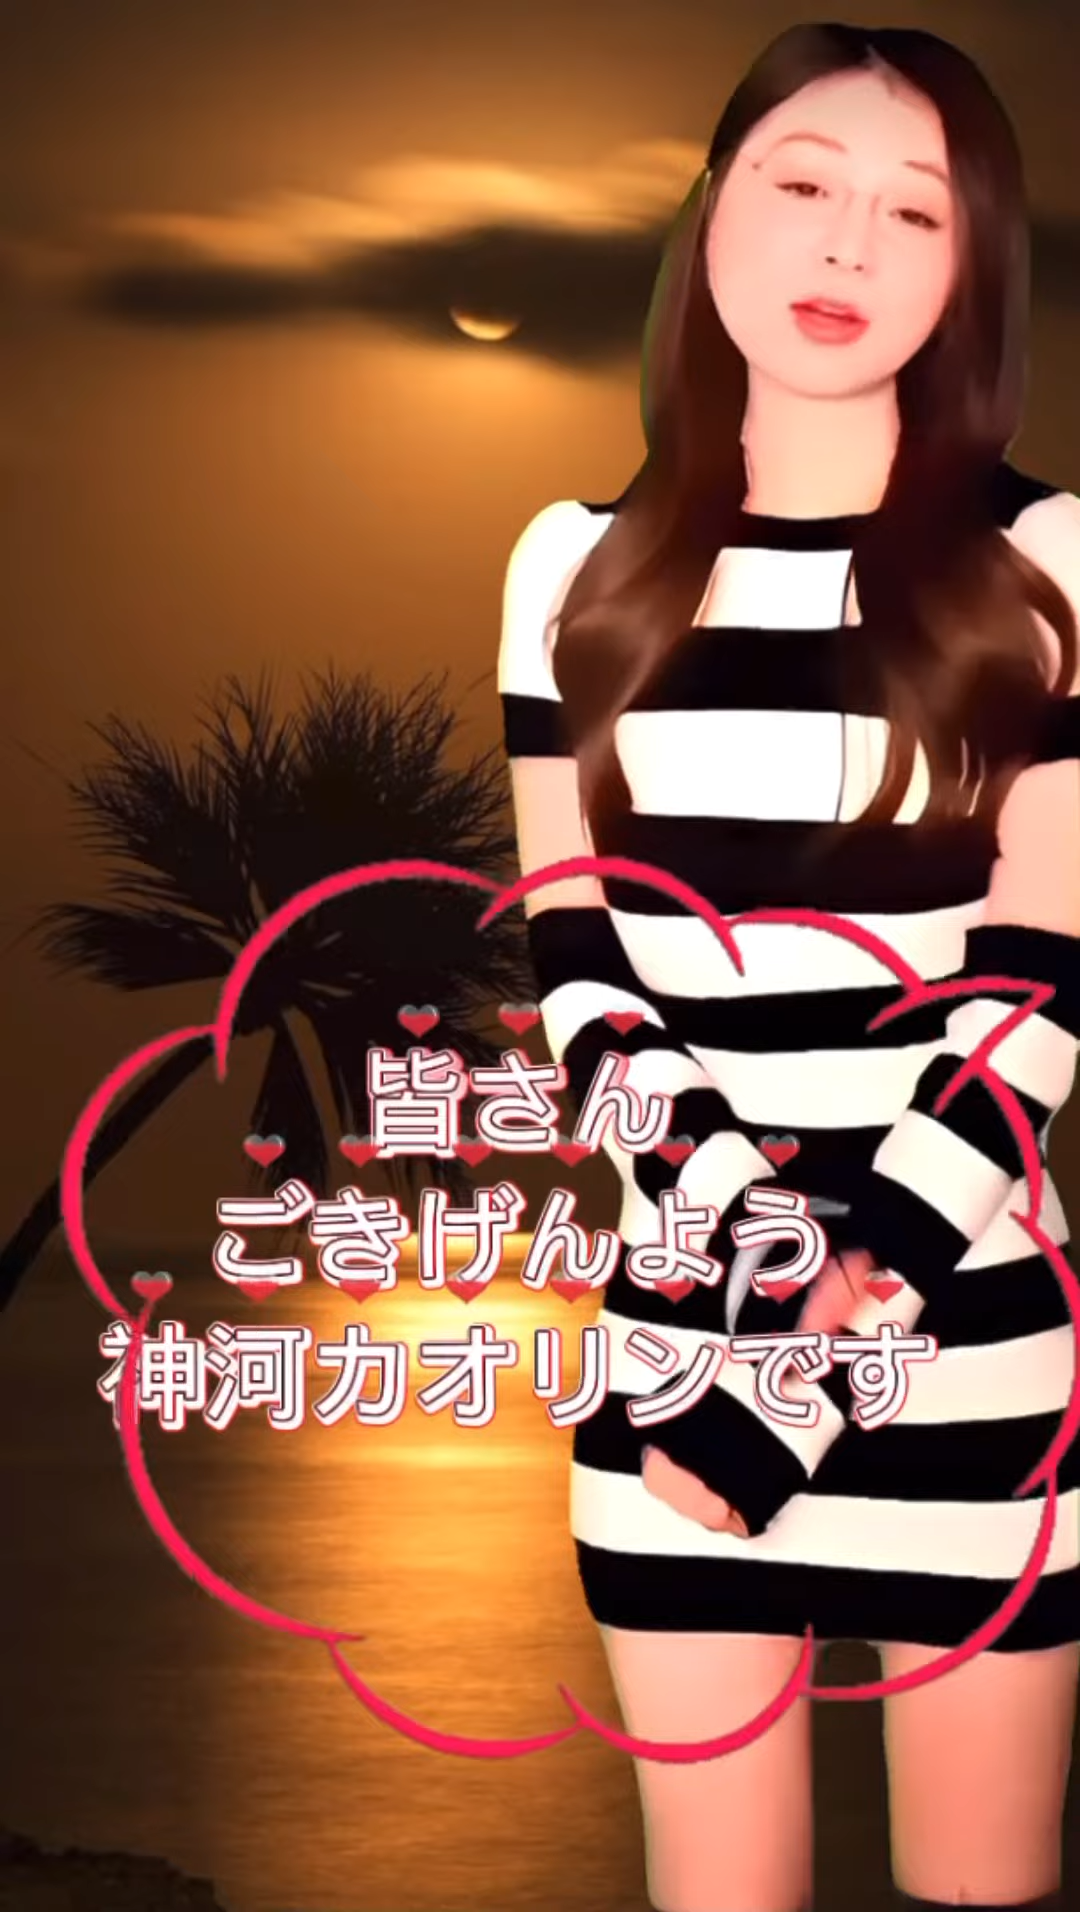 皆さん
ごきげんよう
神河カオリンです